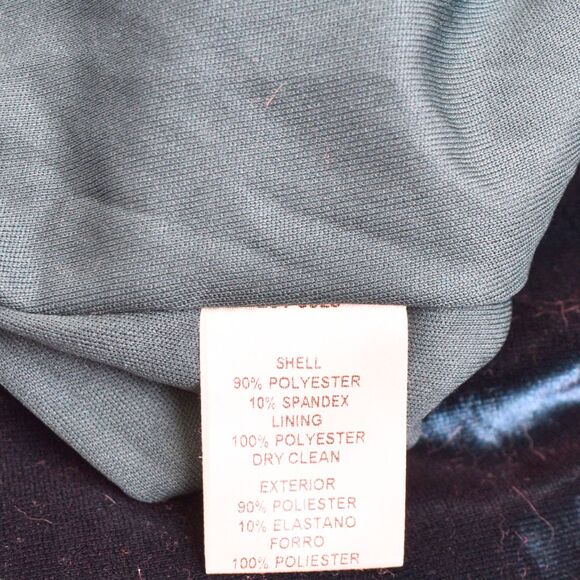 SHELL
90% POLYESTER
10% SPANDEX
LINING
100% POLYESTER
DRY CLEAN
EXTERIOR
90% POLIESTER
10% ELASTANO
FORRO
100% POLIESTER